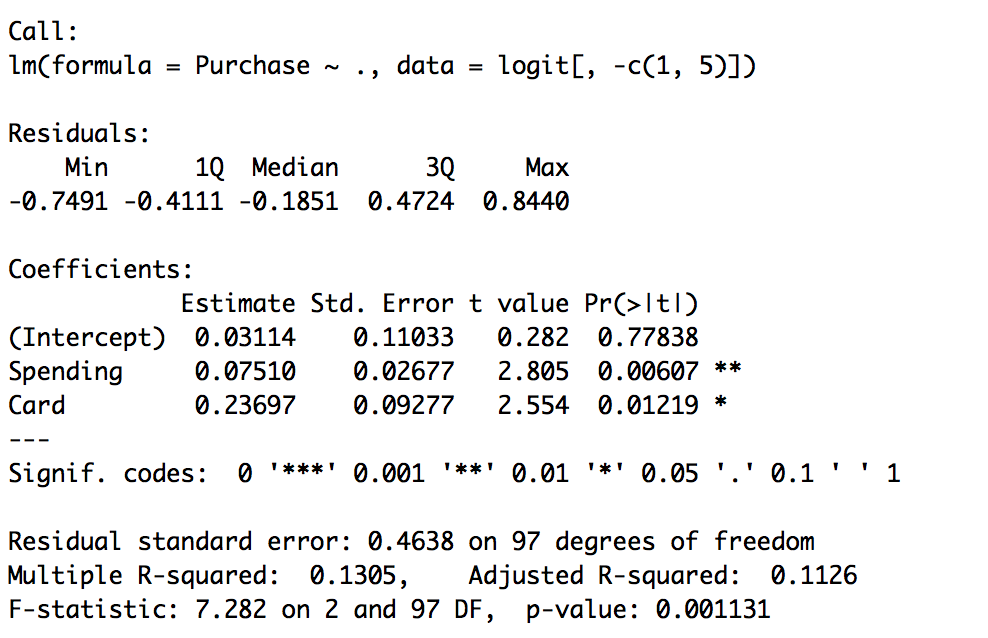 Call:
lm(formula = Purchase ~ ., data = logit[, -c(1, 5)])
Residuals:
Min 1Q Median 3Q Max
-0.7491 -0.4111 -0.1851 0.4724 0.8440
Coefficients:
Estimate Std. Error t value Pr(>|t|)
(Intercept) 0.03114 0.11033 0.282 0.77838
Spending 0.07510 0.02677 2.805 0.00607 **
Card 0.23697 0.09277 2.554 0.01219 *
---
Signif. codes: 0 '***' 0.001 '**' 0.01 '*' 0.05 '.' 0.1 ' ' 1
Residual standard error: 0.4638 on 97 degrees of freedom
Multiple R-squared: 0.1305, Adjusted R-squared: 0.1126
F-statistic: 7.282 on 2 and 97 DF, p-value: 0.001131